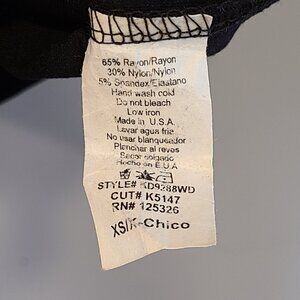 65% Rayon/Rayon
30% Nylon/Nylon
5% Spandex/Elastano
Hand wash cold
Do not bleach
Low iron
Made in U.S.A.
Lavar agua fria
No usar blanqueador
Planchar al reves
Secar colgado
Hecho en E.U.A
STYLE# KD9288WD
CUT# K5147
RN# 125326
Chico